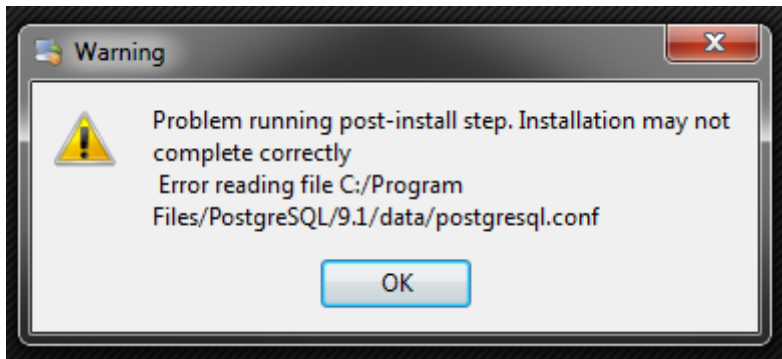 Warning
Problem running post-install step. Installation may not
complete correctly
Error reading file C:/Program
Files/PostgreSQL/9.1/data/postgresql.conf
OK